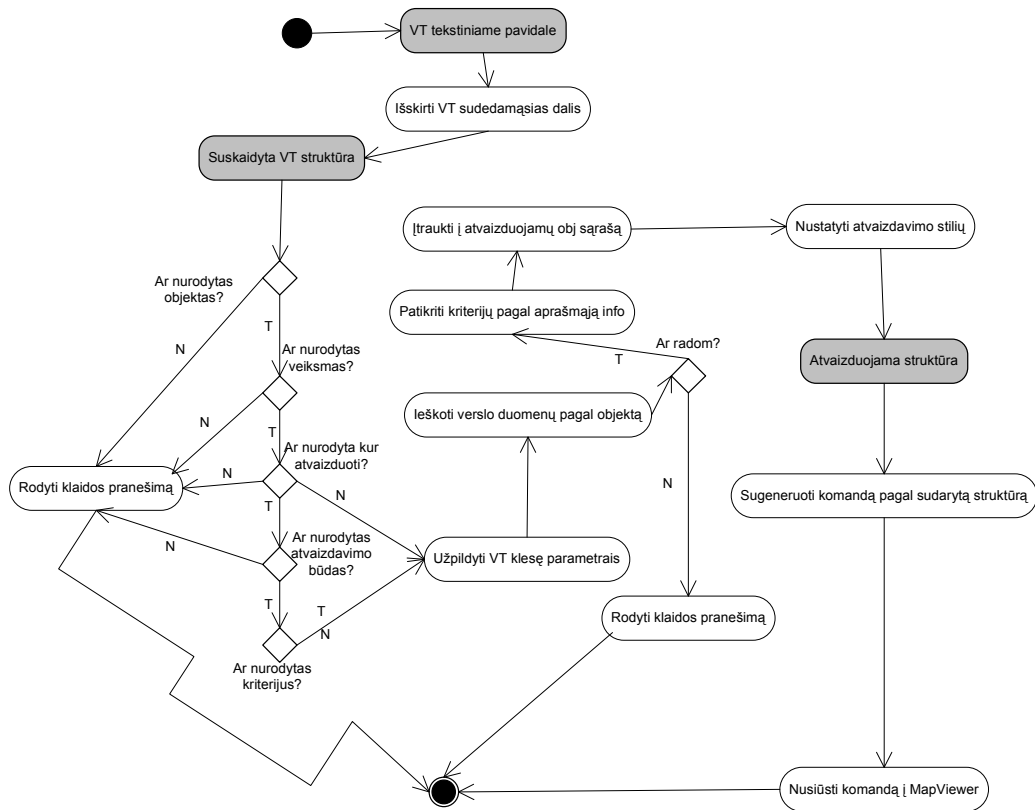 VT tekstiniame pavidale
Išskirti VT sudedamąsias dalis
Suskaidyta VT struktūra
Ar nurodytas
objektas?
N
T
Ar nurodytas
veiksmas?
N
T
Ar nurodyta kur
atvaizduoti?
N
N
T
Rodyti klaidos pranešimą
Ar nurodytas
atvaizdavimo
būdas?
N
T
T
N
Ar nurodytas
kriterijus?
Užpildyti VT klesę parametrais
Ieškoti verslo duomenų pagal objektą
Ar radom?
T
N
Patikriti kriterijų pagal aprašmąją info
Įtraukti į atvaizduojamų obj sąrašą
Nustatyti atvaizdavimo stilių
Atvaizduojama struktūra
Sugeneruoti komandą pagal sudarytą struktūrą
Rodyti klaidos pranešimą
Nusiūsti komandą į MapViewer